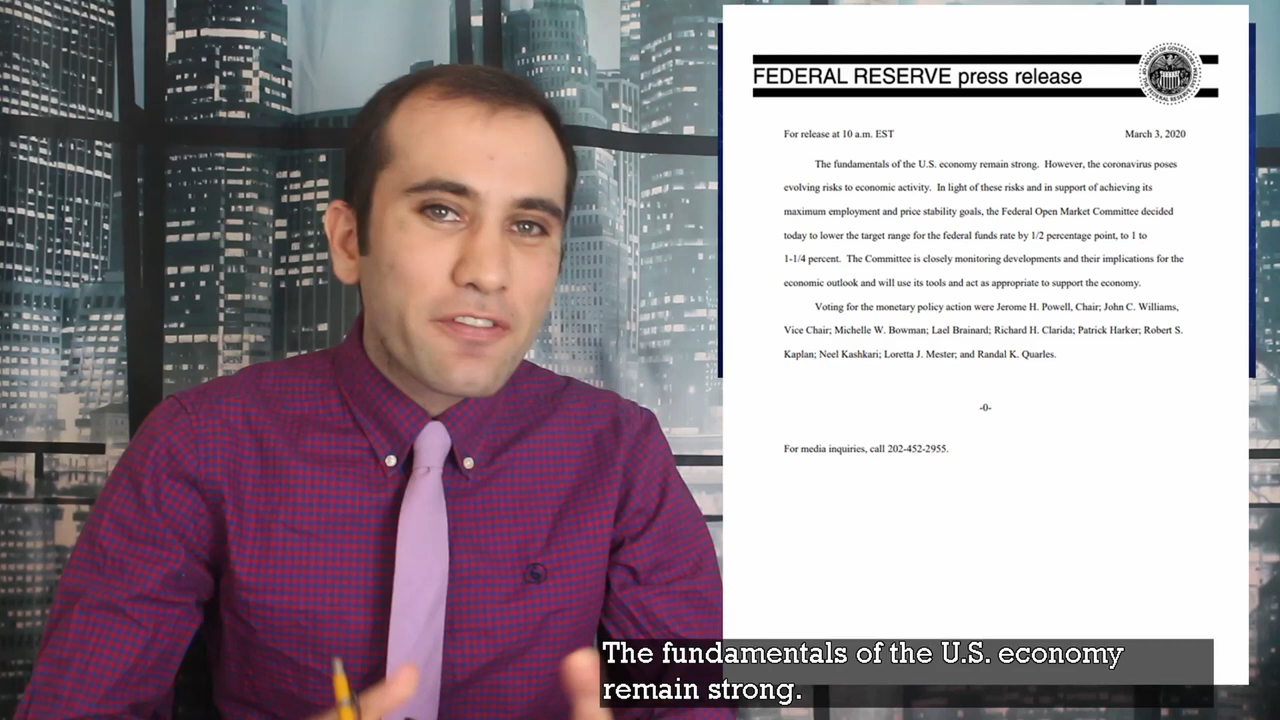 FEDERAL RESERVE press release
For release at 10 a.m. EST
March 3, 2020
The fundamentals of the U.S. economy remain strong. However, the coronavirus poses
evolving risks to economic activity. In light of these risks and in support of achieving its
maximum employment and price stability goals, the Federal Open Market Committee decided
today to lower the target range for the federal funds rate by 1/2 percentage point, to 1 to
1-1/4 percent. The Committee is closely monitoring developments and their implications for the
economic outlook and will use its tools and act as appropriate to support the economy.
Voting for the monetary policy action were Jerome H. Powell, Chair; John C. Williams,
Vice Chair; Michelle W. Bowman; Lael Brainard; Richard H. Clarida; Patrick Harker; Robert S.
Kaplan; Neel Kashkari; Loretta J. Mester; and Randal K. Quarles.
-0-
For media inquiries, call 202-452-2955.
The fundamentals of the U.S. economy
remain strong.